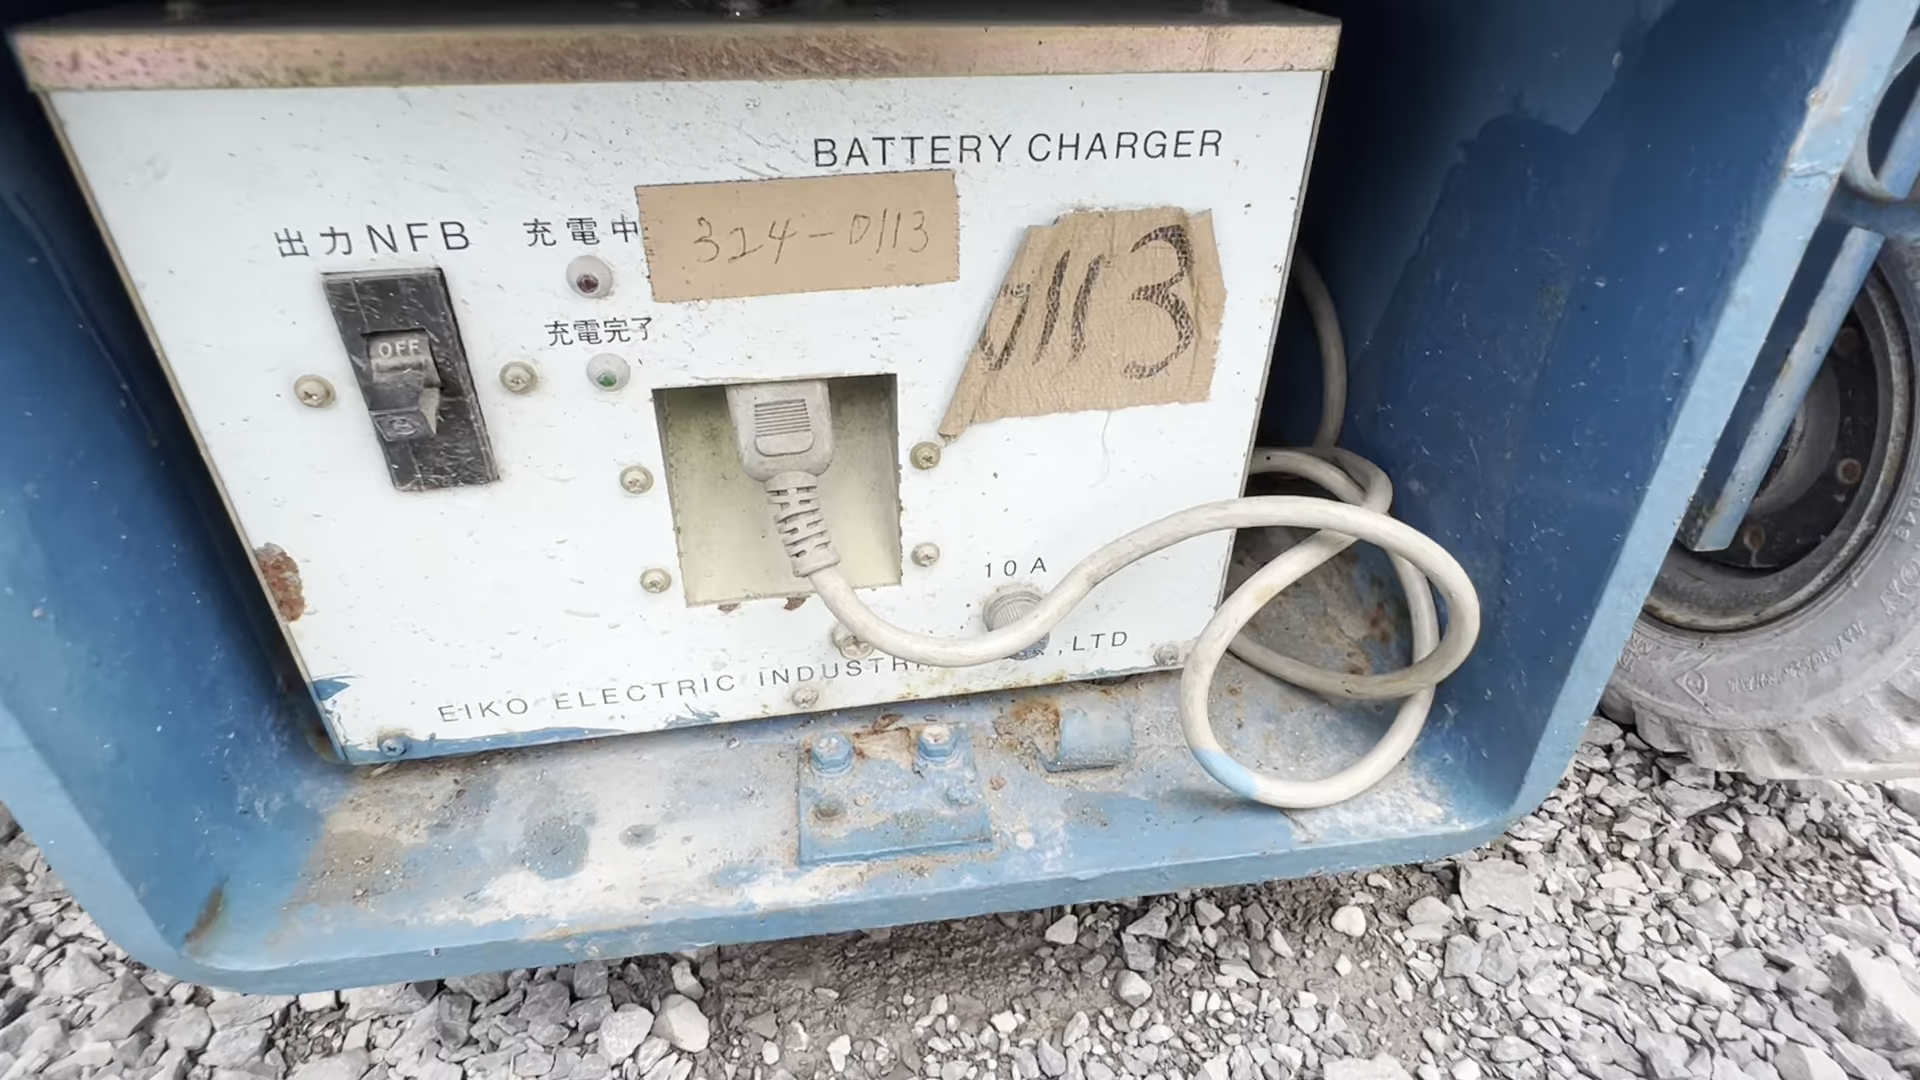 BATTERY CHARGER
出力NFB
充電中
324-0113
0113
充電完了
OFF
10A
EIKO ELECTRIC INDUSTRI ,LTD